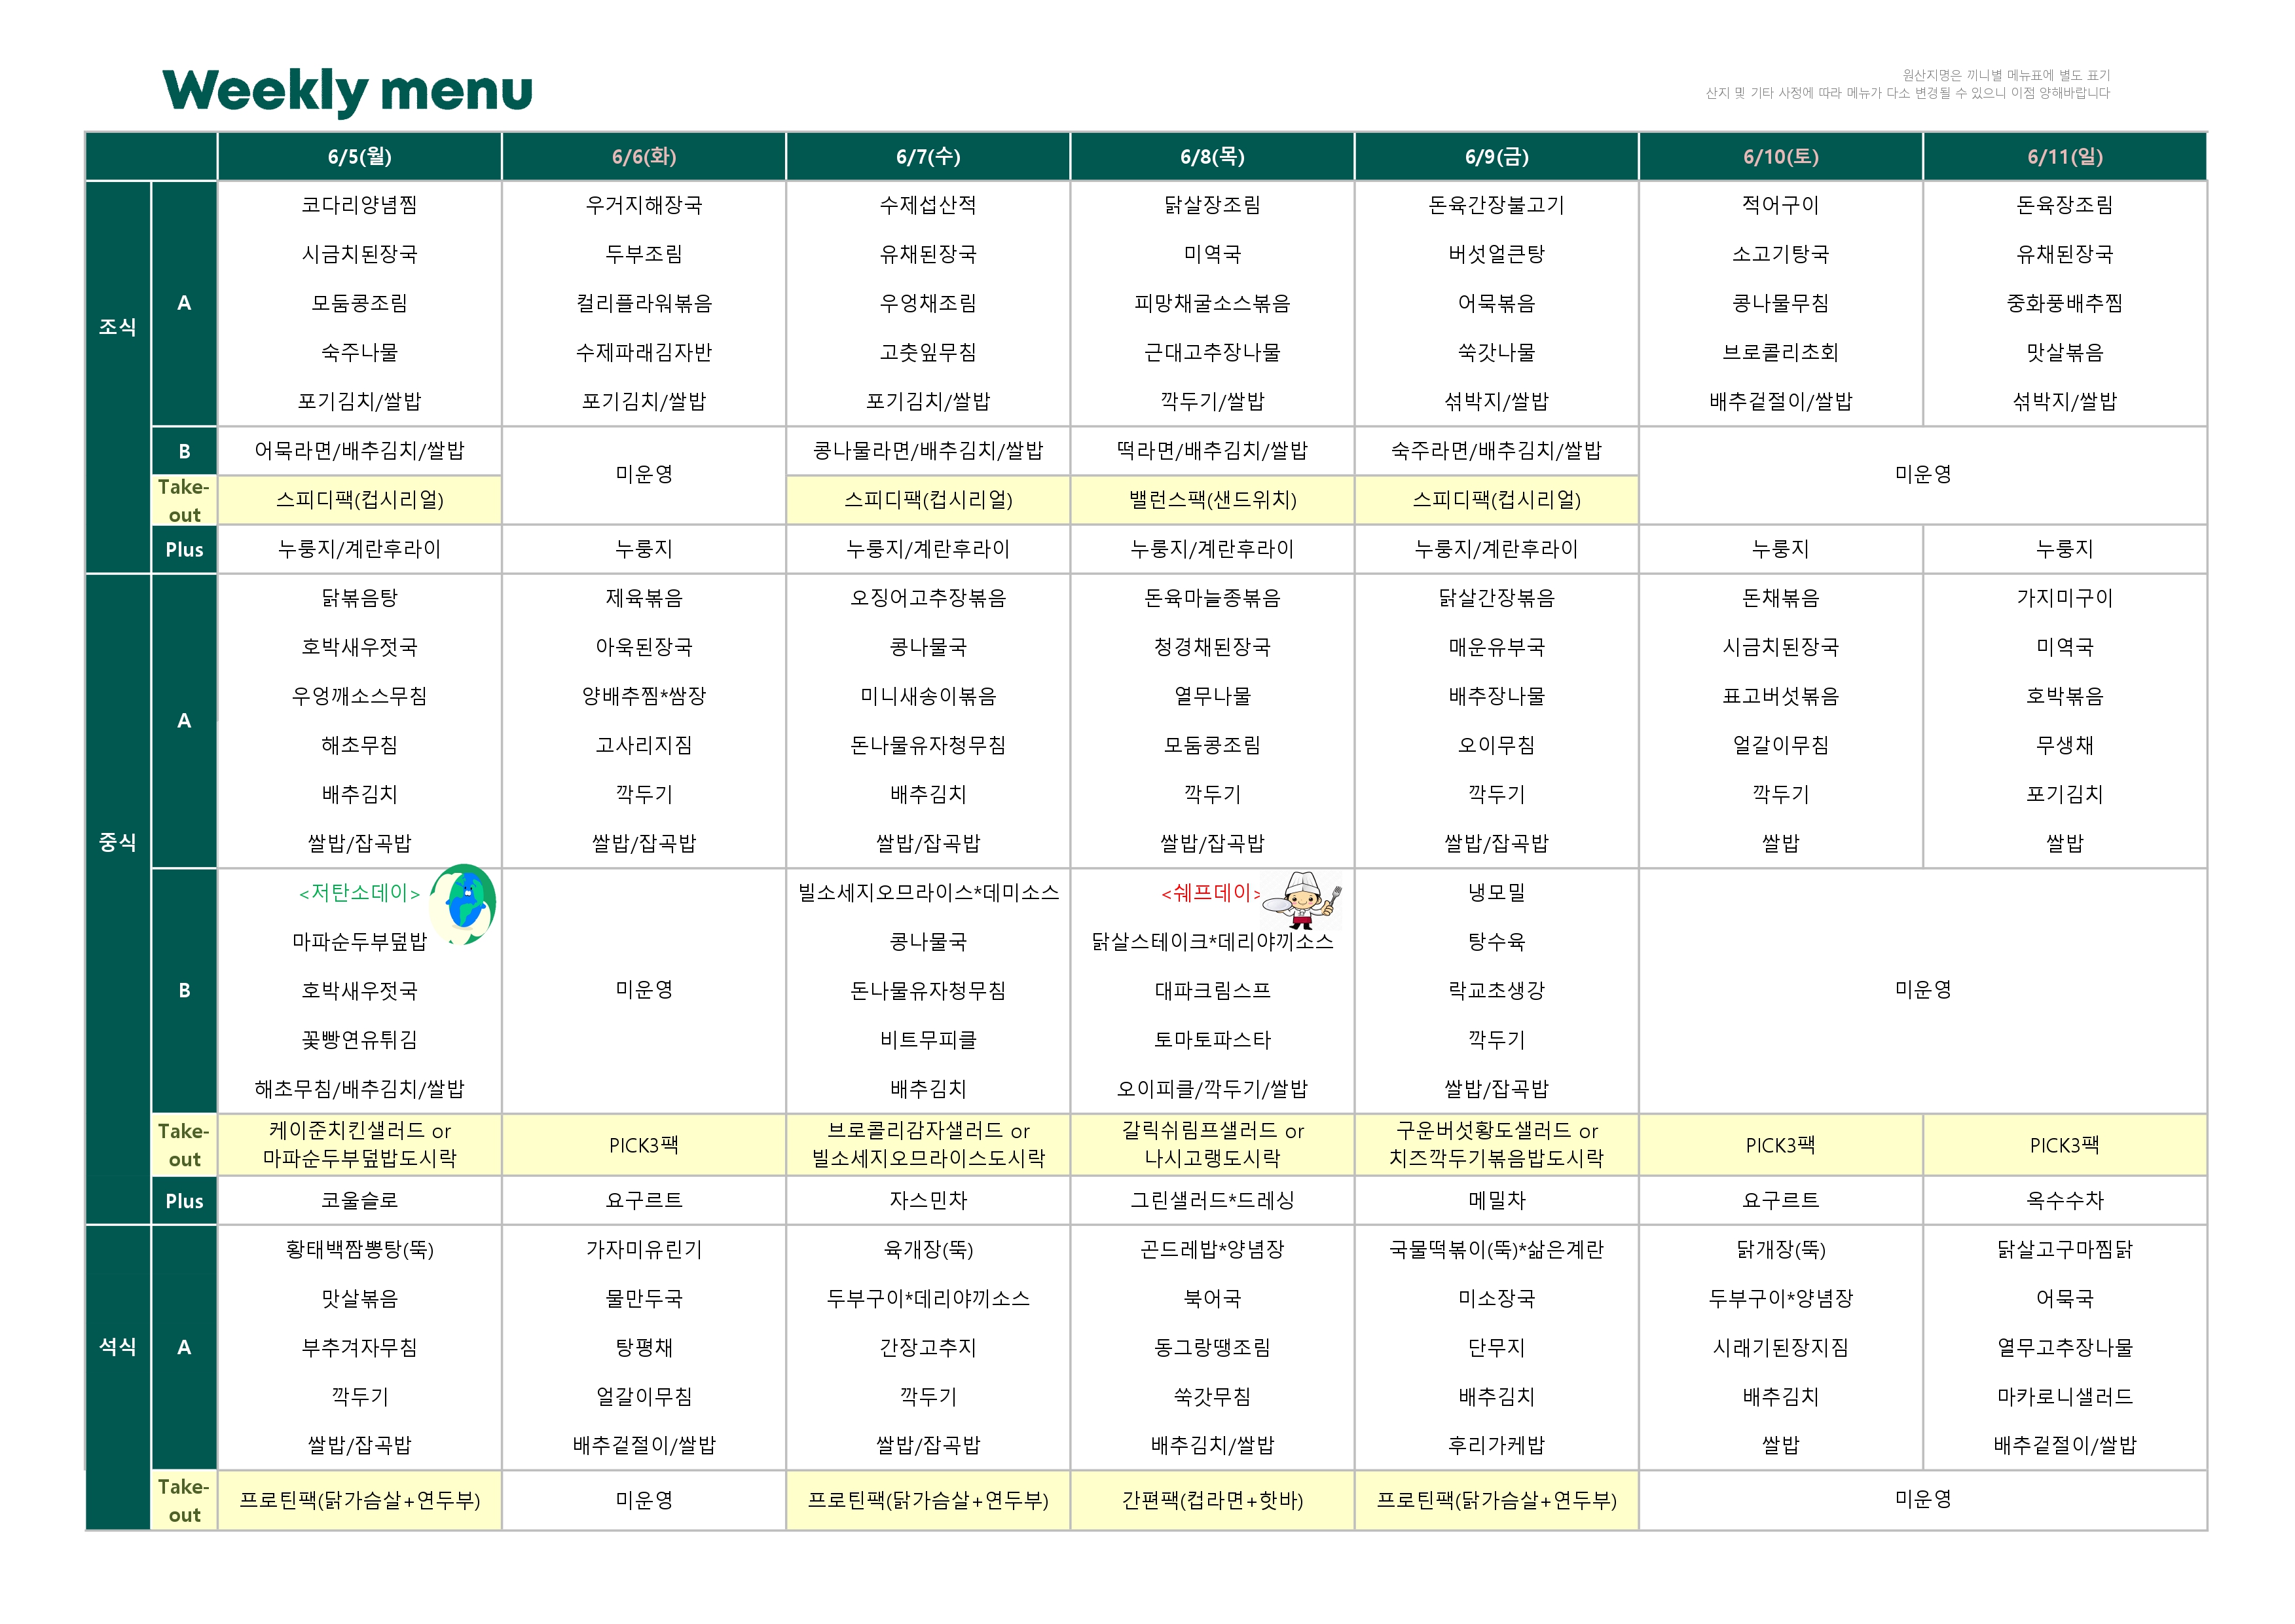 Weekly menu
원산지명은 끼니별 메뉴표에 별도 표기
산지 및 기타 사정에 따라 메뉴가 다소 변경될 수 있으니 이점 양해바랍니다
6/5(월) 6/6(화) 6/7(수) 6/8(목) 6/9(금) 6/10(토) 6/11(일)
조식
A
코다리양념찜 우거지해장국 수제섭산적 닭살장조림 돈육간장불고기 적어구이 돈육장조림
시금치된장국 두부조림 유채된장국 미역국 버섯얼큰탕 소고기탕국 유채된장국
모둠콩조림 컬리플라워볶음 우엉채조림 피망채굴소스볶음 어묵볶음 콩나물무침 중화풍배추찜
숙주나물 수제파래김자반 고춧잎무침 근대고추장나물 쑥갓나물 브로콜리초회 맛살볶음
포기김치/쌀밥 포기김치/쌀밥 포기김치/쌀밥 깍두기/쌀밥 섞박지/쌀밥 배추겉절이/쌀밥 섞박지/쌀밥
B 어묵라면/배추김치/쌀밥 미운영 콩나물라면/배추김치/쌀밥 떡라면/배추김치/쌀밥 숙주라면/배추김치/쌀밥 미운영
Take-
out
스피디팩(컵시리얼) 스피디팩(컵시리얼) 밸런스팩(샌드위치) 스피디팩(컵시리얼)
Plus 누룽지/계란후라이 누룽지 누룽지/계란후라이 누룽지/계란후라이 누룽지/계란후라이 누룽지 누룽지
중식
A
닭볶음탕 제육볶음 오징어고추장볶음 돈육마늘종볶음 닭살간장볶음 돈채볶음 가지미구이
호박새우젓국 아욱된장국 콩나물국 청경채된장국 매운유부국 시금치된장국 미역국
우엉깨소스무침 양배추찜*쌈장 미니새송이볶음 열무나물 배추장나물 표고버섯볶음 호박볶음
해초무침 고사리지짐 돈나물유자청무침 모둠콩조림 오이무침 얼갈이무침 무생채
배추김치 깍두기 배추김치 깍두기 깍두기 깍두기 포기김치
쌀밥/잡곡밥 쌀밥/잡곡밥 쌀밥/잡곡밥 쌀밥/잡곡밥 쌀밥/잡곡밥 쌀밥 쌀밥
B
<저탄소데이> 빌소세지오므라이스*데미소스 <쉐프데이> 냉모밀
마파순두부덮밥 콩나물국 닭살스테이크*데리야끼소스 탕수육
호박새우젓국 미운영 돈나물유자청무침 대파크림스프 락교초생강 미운영
꽃빵연유튀김 비트무피클 토마토파스타 깍두기
해초무침/배추김치/쌀밥 배추김치 오이피클/깍두기/쌀밥 쌀밥/잡곡밥
Take-
out
케이준치킨샐러드 or PICK3팩 브로콜리감자샐러드 or 갈릭쉬림프샐러드 or 구운버섯황도샐러드 or PICK3팩 PICK3팩
마파순두부덮밥도시락 빌소세지오므라이스도시락 나시고랭도시락 치즈깍두기볶음밥도시락
Plus 코울슬로 요구르트 자스민차 그린샐러드*드레싱 메밀차 요구르트 옥수수차
석식
A
황태백짬뽕탕(뚝) 가자미유린기 육개장(뚝) 곤드레밥*양념장 국물떡볶이(뚝)*삶은계란 닭개장(뚝) 닭살고구마찜닭
맛살볶음 물만두국 두부구이*데리야끼소스 북어국 미소장국 두부구이*양념장 어묵국
부추겨자무침 탕평채 간장고추지 동그랑땡조림 단무지 시래기된장지짐 열무고추장나물
깍두기 얼갈이무침 깍두기 쑥갓무침 배추김치 배추김치 마카로니샐러드
쌀밥/잡곡밥 배추겉절이/쌀밥 쌀밥/잡곡밥 배추김치/쌀밥 후리가케밥 쌀밥 배추겉절이/쌀밥
Take-
out
프로틴팩(닭가슴살+연두부) 미운영 프로틴팩(닭가슴살+연두부) 간편팩(컵라면+핫바) 프로틴팩(닭가슴살+연두부) 미운영